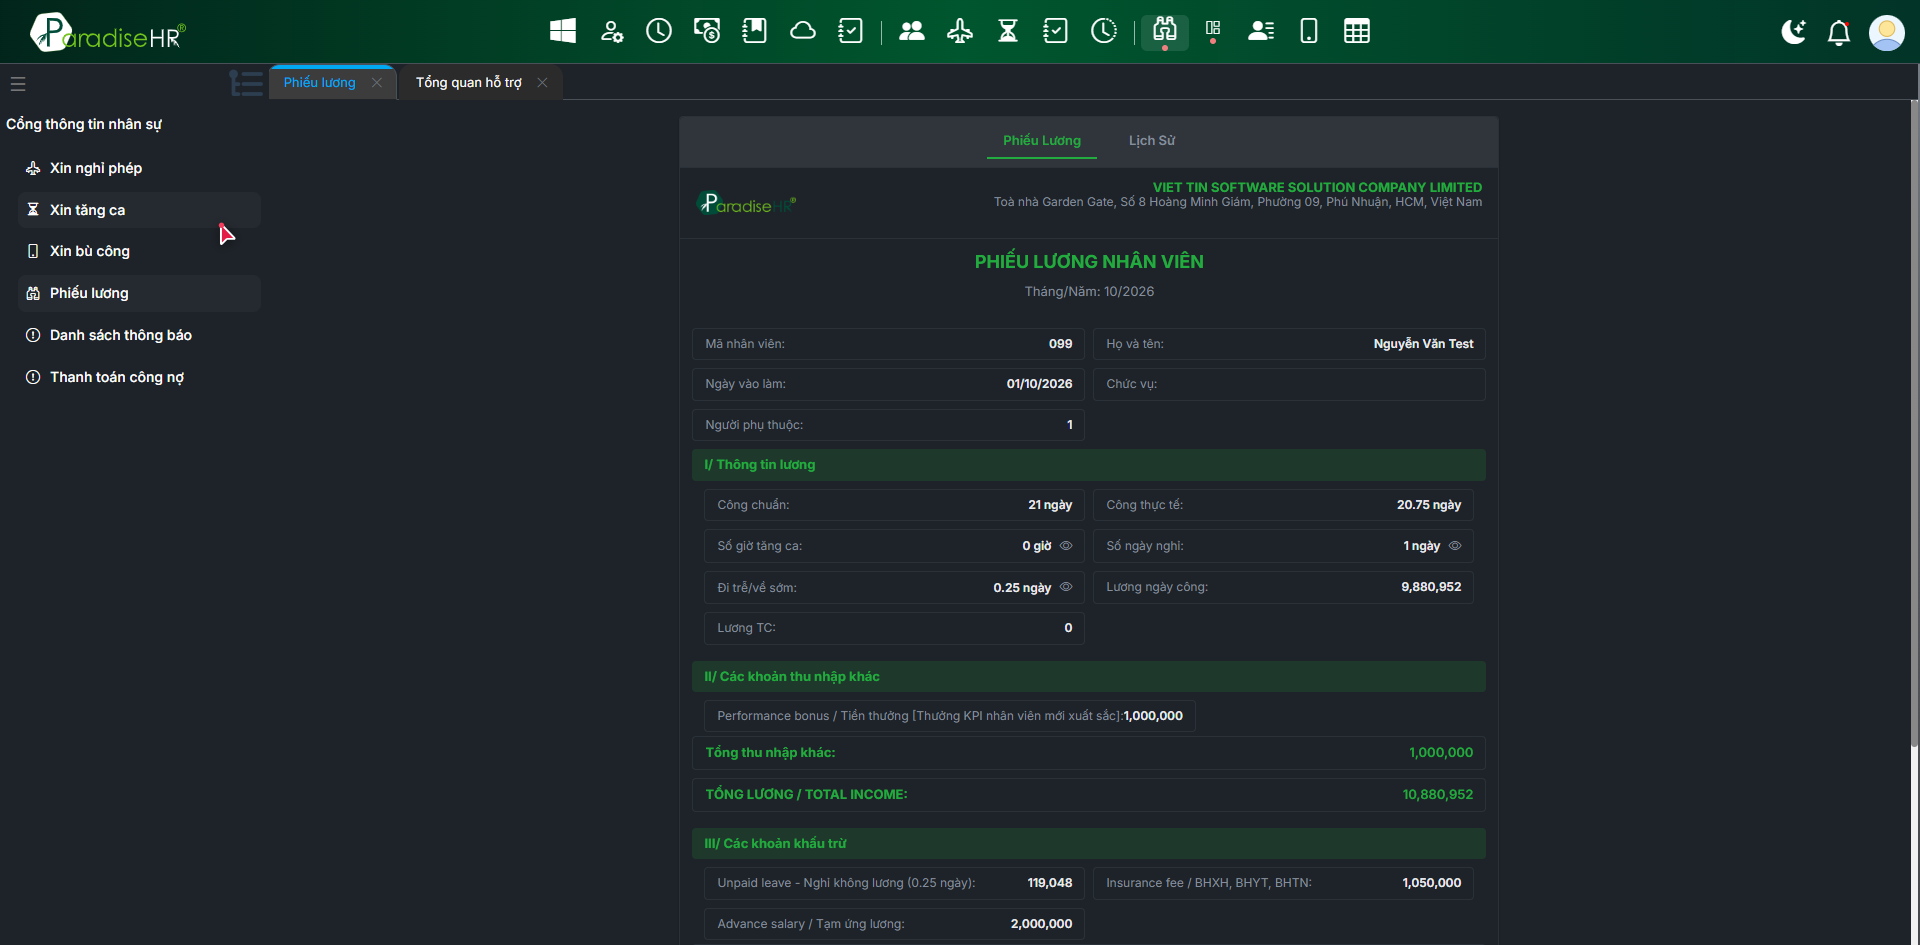 ParadiseHR®
Phiếu lương
Tổng quan hỗ trợ
Cổng thông tin nhân sự
Xin nghỉ phép
Xin tăng ca
Xin bù công
Phiếu lương
Danh sách thông báo
Thanh toán công nợ
Phiếu Lương
Lịch Sử
ParadiseHR®
VIET TIN SOFTWARE SOLUTION COMPANY LIMITED
Toà nhà Garden Gate, Số 8 Hoàng Minh Giám, Phường 09, Phú Nhuận, HCM, Việt Nam
PHIẾU LƯƠNG NHÂN VIÊN
Tháng/Năm: 10/2026
Mã nhân viên: 099
Họ và tên: Nguyễn Văn Test
Ngày vào làm: 01/10/2026
Chức vụ:
Người phụ thuộc: 1
I/ Thông tin lương
Công chuẩn: 21 ngày
Công thực tế: 20.75 ngày
Số giờ tăng ca: 0 giờ
Số ngày nghỉ: 1 ngày
Đi trễ/về sớm: 0.25 ngày
Lương ngày công: 9,880,952
Lương TC: 0
II/ Các khoản thu nhập khác
Performance bonus / Tiền thưởng [Thưởng KPI nhân viên mới xuất sắc]:1,000,000
Tổng thu nhập khác: 1,000,000
TỔNG LƯƠNG / TOTAL INCOME: 10,880,952
III/ Các khoản khấu trừ
Unpaid leave - Nghỉ không lương (0.25 ngày): 119,048
Insurance fee / BHXH, BHYT, BHTN: 1,050,000
Advance salary / Tạm ứng lương: 2,000,000